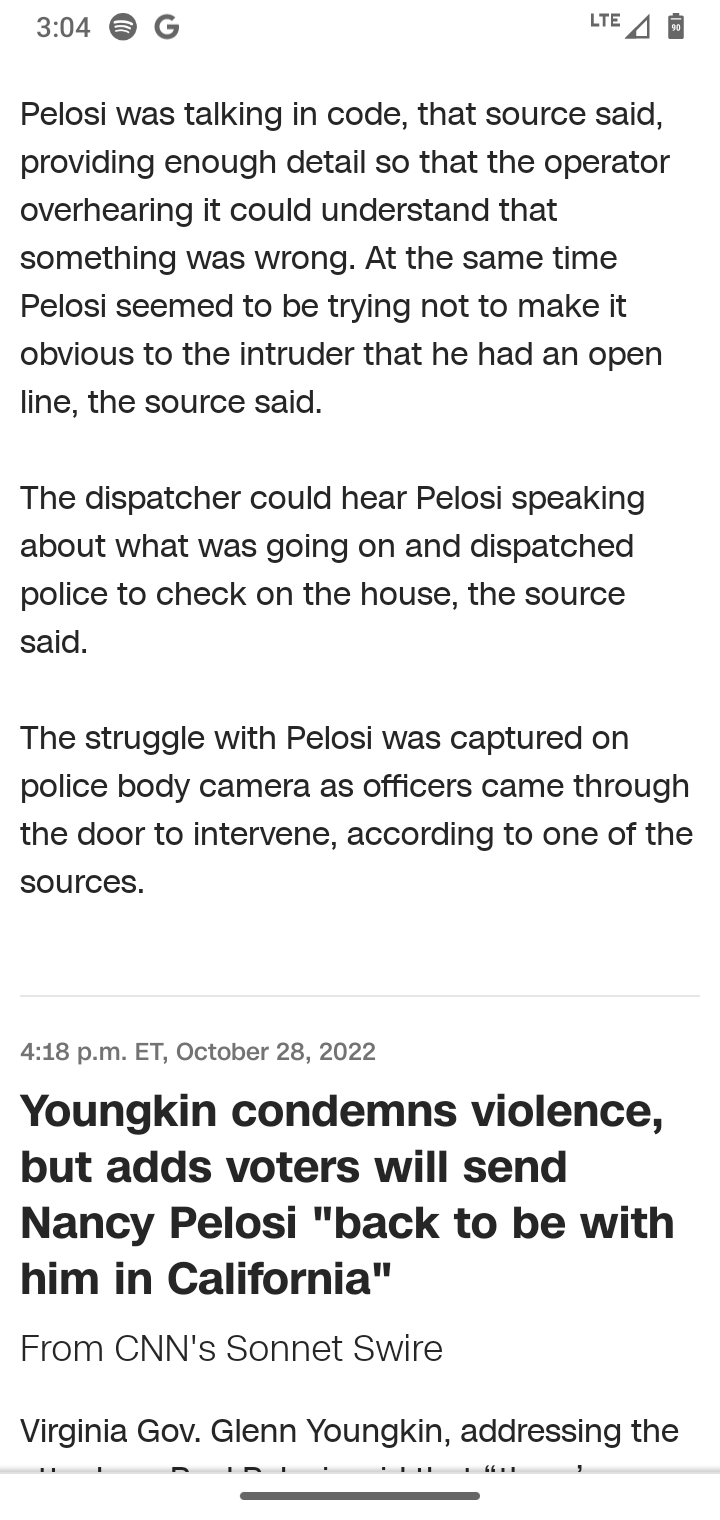 3:04
LTE
90
Pelosi was talking in code, that source said,
providing enough detail so that the operator
overhearing it could understand that
something was wrong. At the same time
Pelosi seemed to be trying not to make it
obvious to the intruder that he had an open
line, the source said.
The dispatcher could hear Pelosi speaking
about what was going on and dispatched
police to check on the house, the source
said.
The struggle with Pelosi was captured on
police body camera as officers came through
the door to intervene, according to one of the
sources.
4:18 p.m. ET, October 28, 2022
Youngkin condemns violence,
but adds voters will send
Nancy Pelosi "back to be with
him in California"
From CNN's Sonnet Swire
Virginia Gov. Glenn Youngkin, addressing the